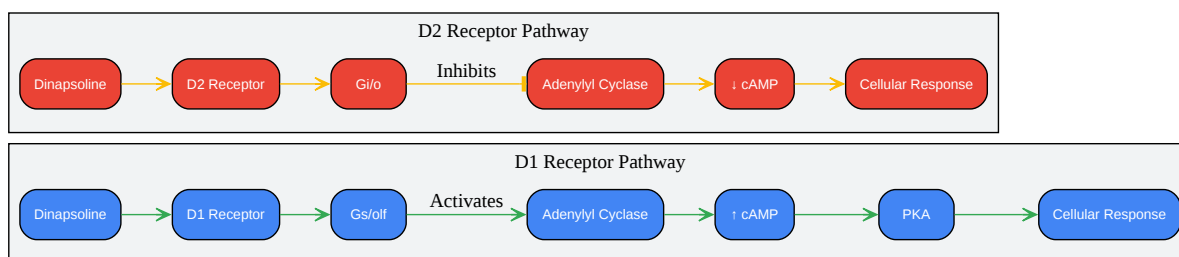 D2 Receptor Pathway
Dinapsoline
D2 Receptor
Gi/o
Inhibits
Adenylyl Cyclase
↓ cAMP
Cellular Response
D1 Receptor Pathway
Dinapsoline
D1 Receptor
Gs/olf
Activates
Adenylyl Cyclase
↑ cAMP
PKA
Cellular Response